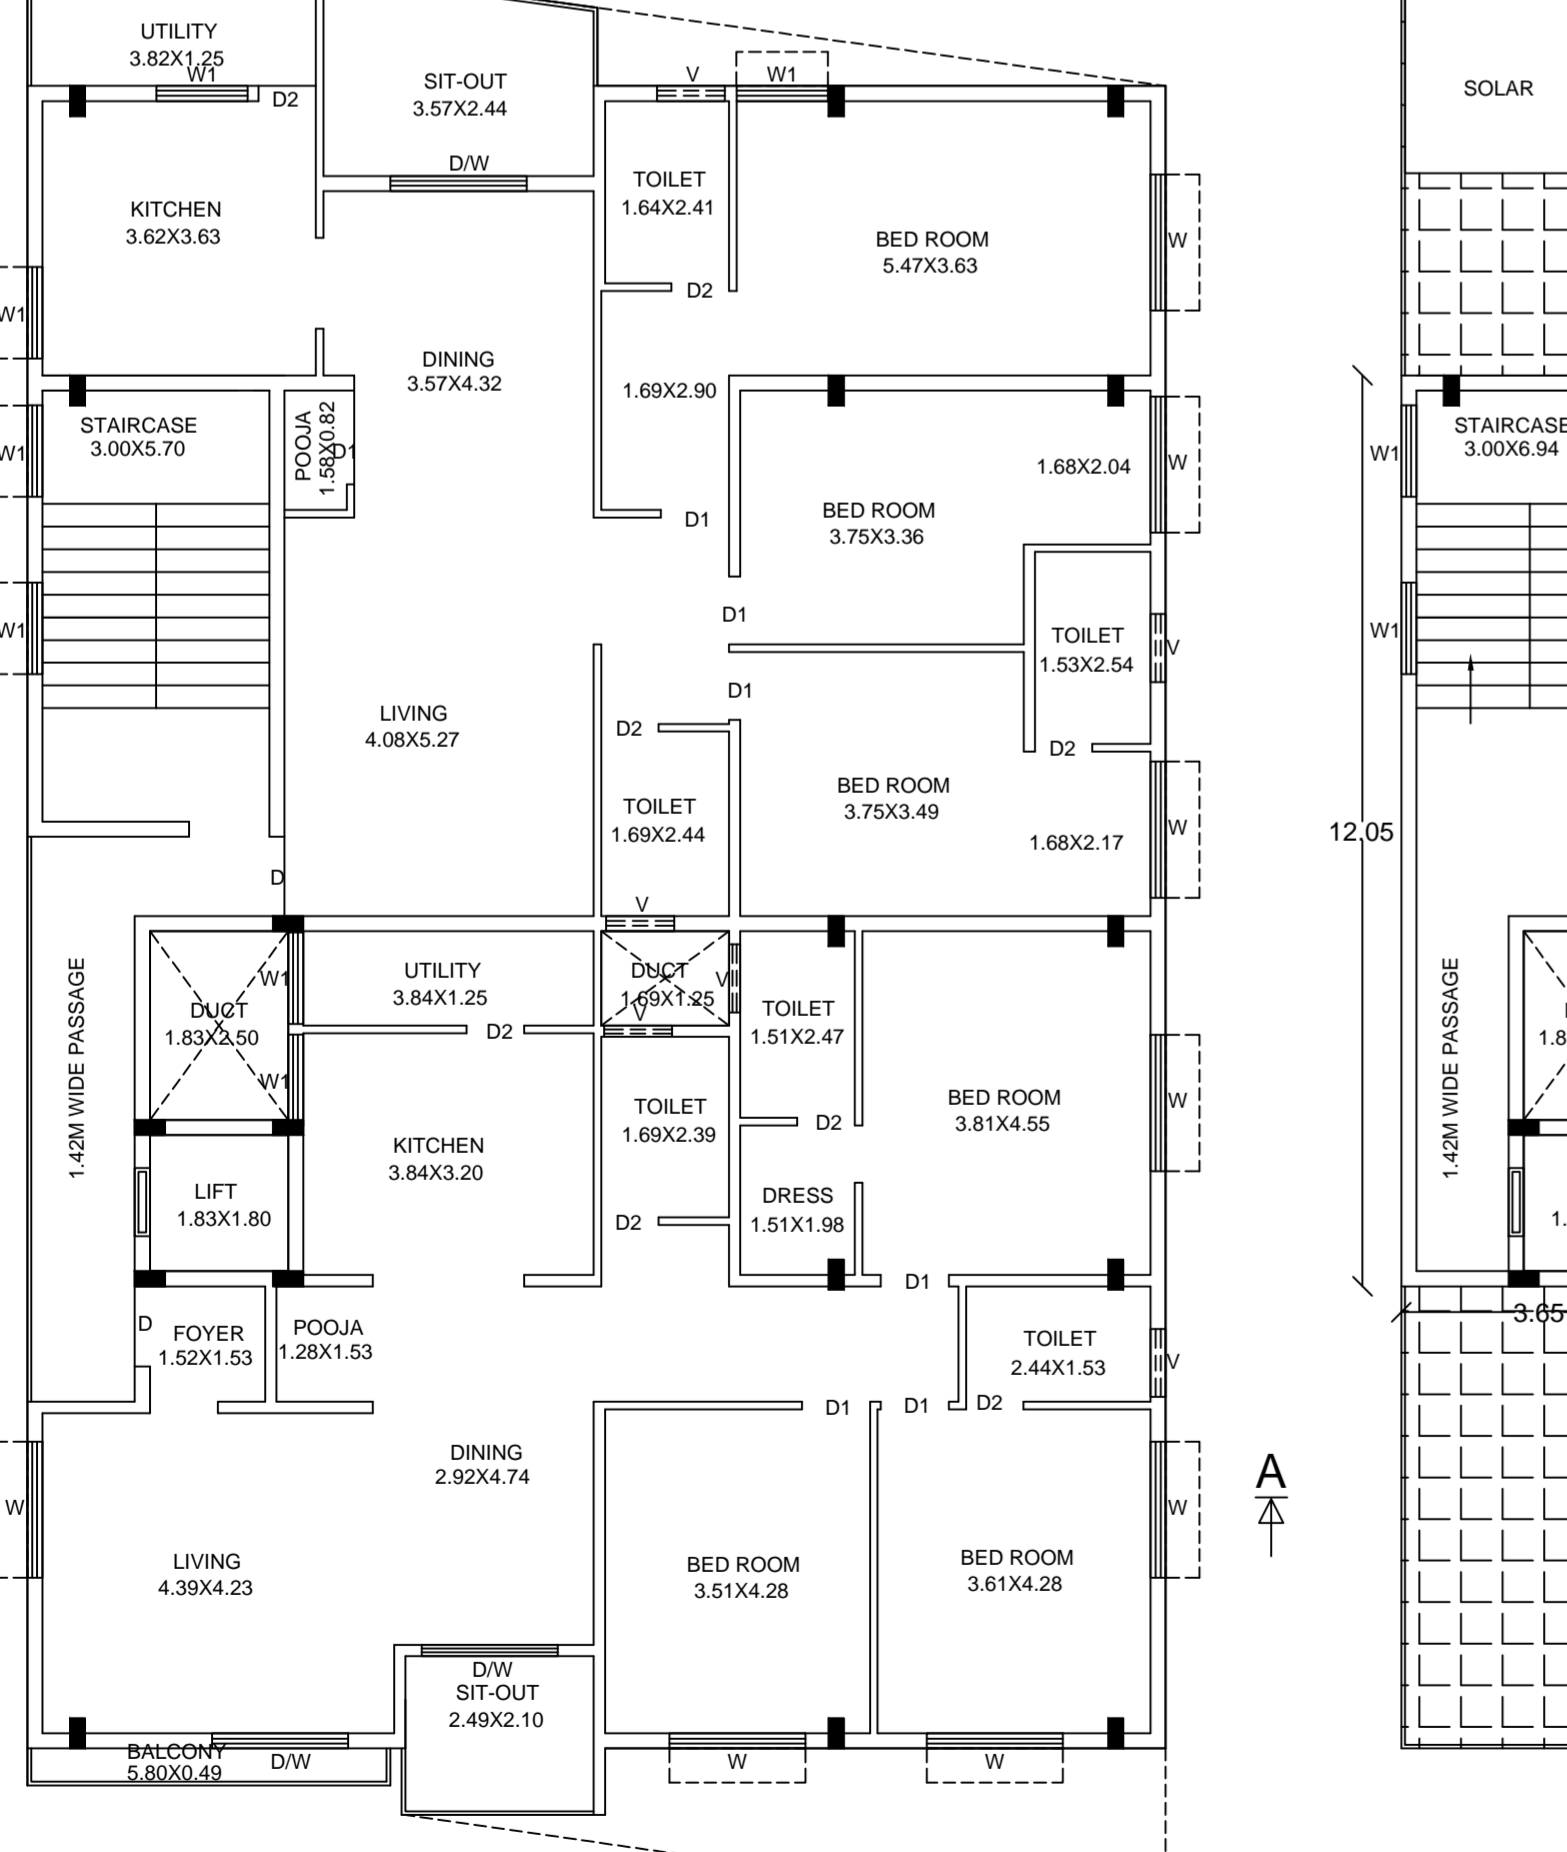 UTILITY
3.82X1.25
W1
D2
SIT-OUT
3.57X2.44
D/W
V
W1
SOLAR
TOILET
1.64X2.41
KITCHEN
3.62X3.63
BED ROOM
5.47X3.63
W
D2
W1
DINING
3.57X4.32
1.69X2.90
STAIRCASE
3.00X5.70
W1
POOJA
1.58X0.82
D1
1.68X2.04
W
BED ROOM
3.75X3.36
D1
STAIRCASE
3.00X6.94
W1
W1
D1
W1
TOILET
1.53X2.54
V
D1
LIVING
4.08X5.27
D2
D2
BED ROOM
3.75X3.49
TOILET
1.69X2.44
1.68X2.17
W
12.05
D
V
1.42M WIDE PASSAGE
DUCT
1.83X2.50
W1
W1
UTILITY
3.84X1.25
DUCT
1.69X1.25
V
V
D2
TOILET
1.51X2.47
BED ROOM
3.81X4.55
W
1.42M WIDE PASSAGE
1.8
TOILET
1.69X2.39
D2
KITCHEN
3.84X3.20
LIFT
1.83X1.80
D2
DRESS
1.51X1.98
1.
D1
D
FOYER
1.52X1.53
POOJA
1.28X1.53
TOILET
2.44X1.53
V
3.65
D1
D1
D2
DINING
2.92X4.74
A
W
W
LIVING
4.39X4.23
BED ROOM
3.51X4.28
BED ROOM
3.61X4.28
D/W
SIT-OUT
2.49X2.10
BALCONY
5.80X0.49
D/W
W
W